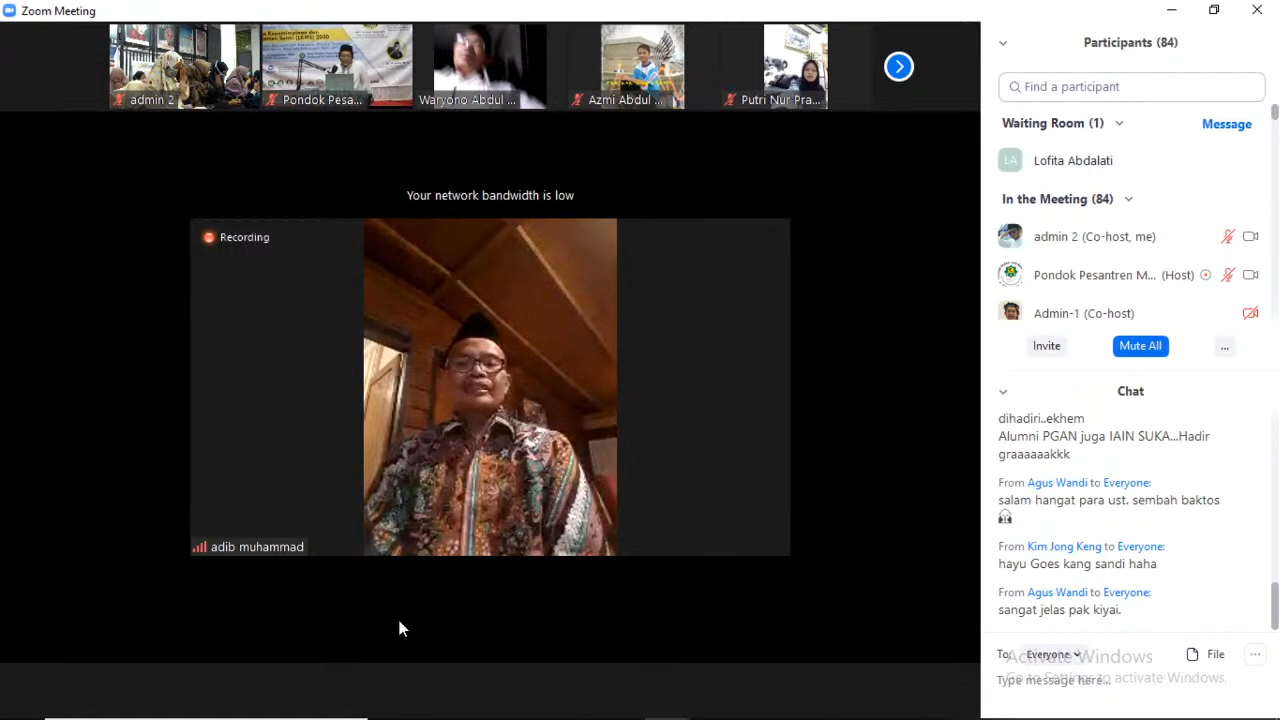 Zoom Meeting
admin 2
Pondok Pesa...
Waryono Abdul ...
Azmi Abdul ...
Putri Nur Pra...
Your network bandwidth is low
Recording
adib muhammad
Participants (84)
Find a participant
Waiting Room (1)
Message
LA
Lofita Abdalati
In the Meeting (84)
admin 2 (Co-host, me)
Pondok Pesantren M... (Host)
Admin-1 (Co-host)
Invite
Mute All
...
Chat
dihadiri..ekhem
Alumni PGAN juga IAIN SUKA...Hadir
graaaaaakkk
From Agus Wandi to Everyone:
salam hangat para ust. sembah baktos
From Kim Jong Keng to Everyone:
hayu Goes kang sandi haha
From Agus Wandi to Everyone:
sangat jelas pak kiyai.
To: Everyone
File
...
Type message here...
Activate Windows
Go to Settings to activate Windows.